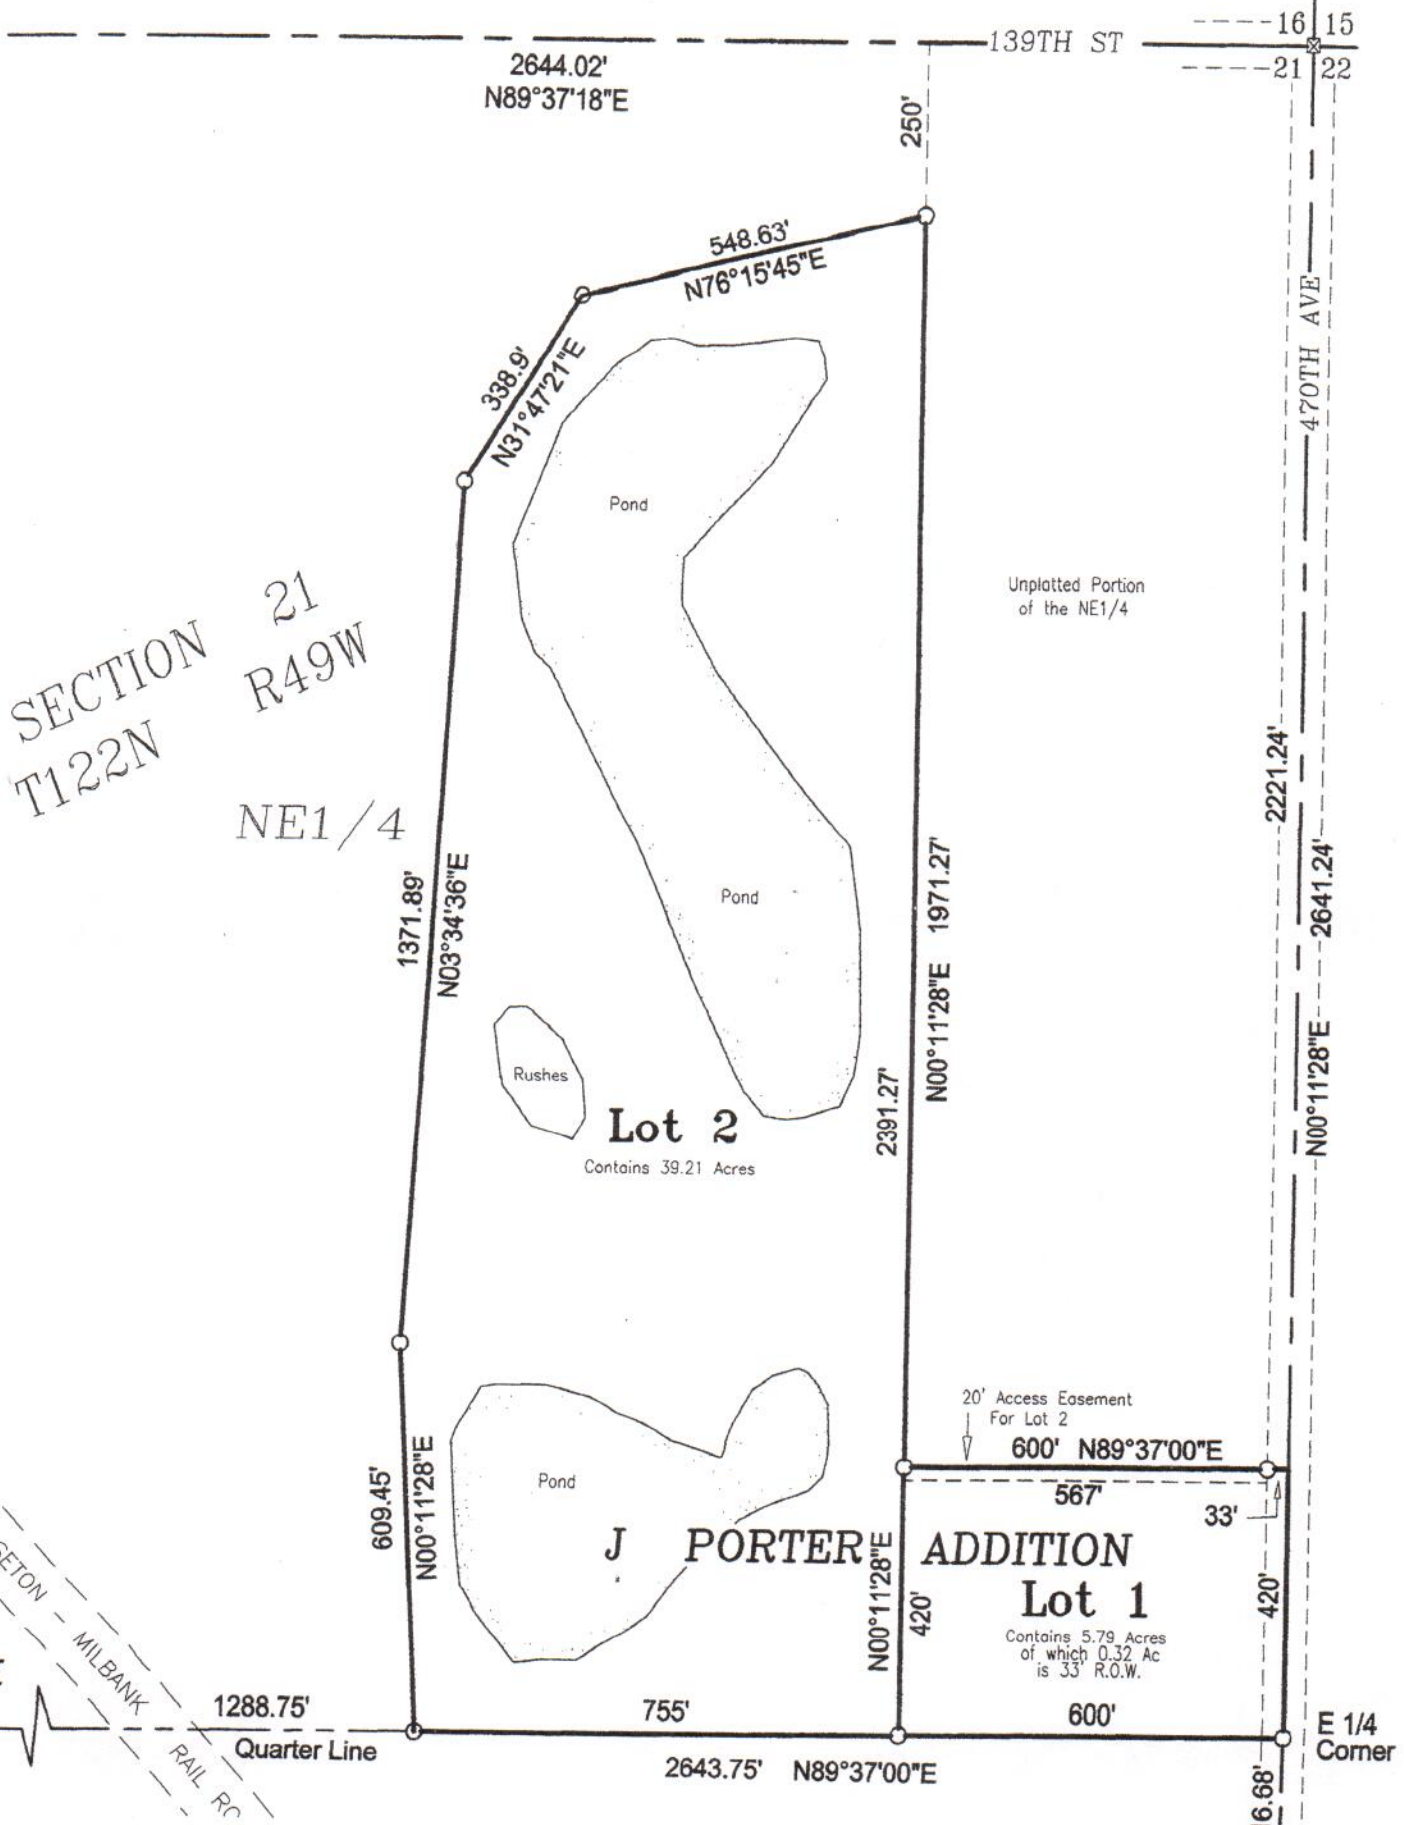 16 15
139TH ST
21 22
2644.02'
N89°37'18"E
250'
548.63'
N76°15'45"E
338.9'
N31°47'21"E
470TH AVE
Pond
Unplatted Portion
of the NE1/4
SECTION 21
T122N R49W
NE1/4
2221.24'
2641.24'
N00°11'28"E
1371.89'
N03°34'36"E
Pond
N00°11'28"E 1971.27'
2391.27'
Rushes
Lot 2
Contains 39.21 Acres
20' Access Easement
For Lot 2
600' N89°37'00"E
567'
33'
609.45'
N00°11'28"E
Pond
J PORTER ADDITION
N00°11'28"E
420'
Lot 1
Contains 5.79 Acres
of which 0.32 Ac
is 33' R.O.W.
420'
SETON - MILBANK RAIL RO
1288.75'
Quarter Line
755'
600'
2643.75' N89°37'00"E
E 1/4
Corner
6.68'